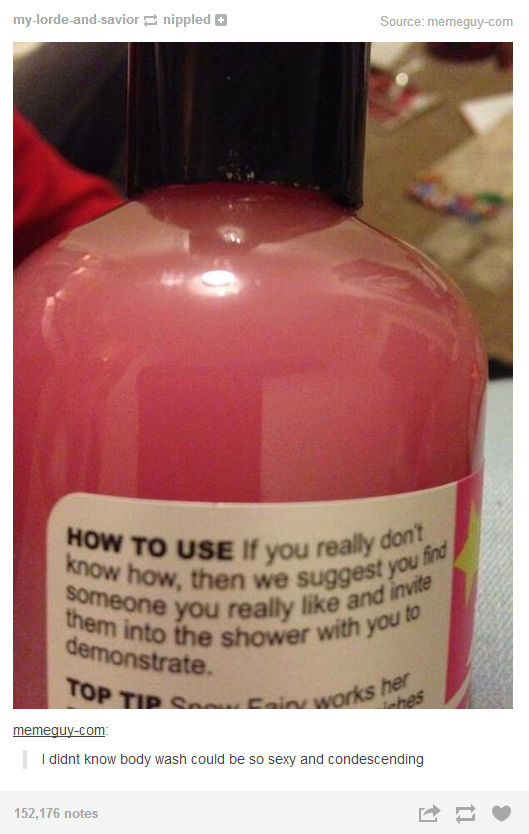 my-lorde-and-savior nippled
Source: memeguy-com
HOW TO USE If you really don't
know how, then we suggest you find
someone you really like and invite
them into the shower with you to
demonstrate.
TOP TIP Snow Fairy works her
memeguy-com:
I didnt know body wash could be so sexy and condescending
152,176 notes